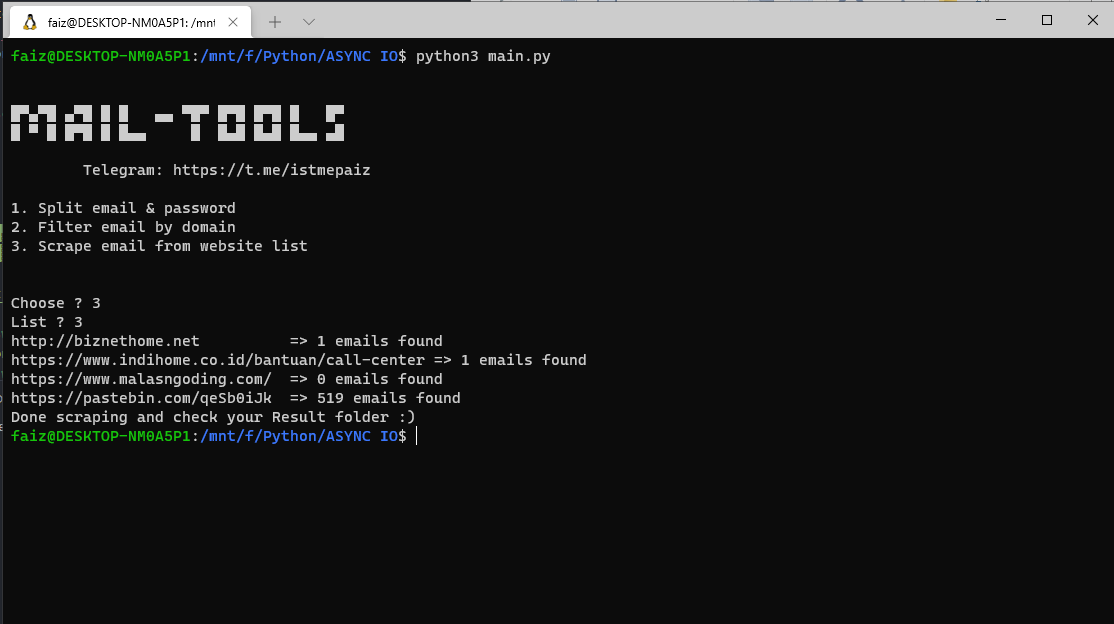 faiz@DESKTOP-NM0A5P1: /mnt
faiz@DESKTOP-NM0A5P1:/mnt/f/Python/ASYNC IO$ python3 main.py
MAIL-TOOLS
Telegram: https://t.me/istmepaiz
1. Split email & password
2. Filter email by domain
3. Scrape email from website list
Choose ? 3
List ? 3
http://biznethome.net => 1 emails found
https://www.indihome.co.id/bantuan/call-center => 1 emails found
https://www.malasngoding.com/ => 0 emails found
https://pastebin.com/qeSb0iJk => 519 emails found
Done scraping and check your Result folder :)
faiz@DESKTOP-NM0A5P1:/mnt/f/Python/ASYNC IO$